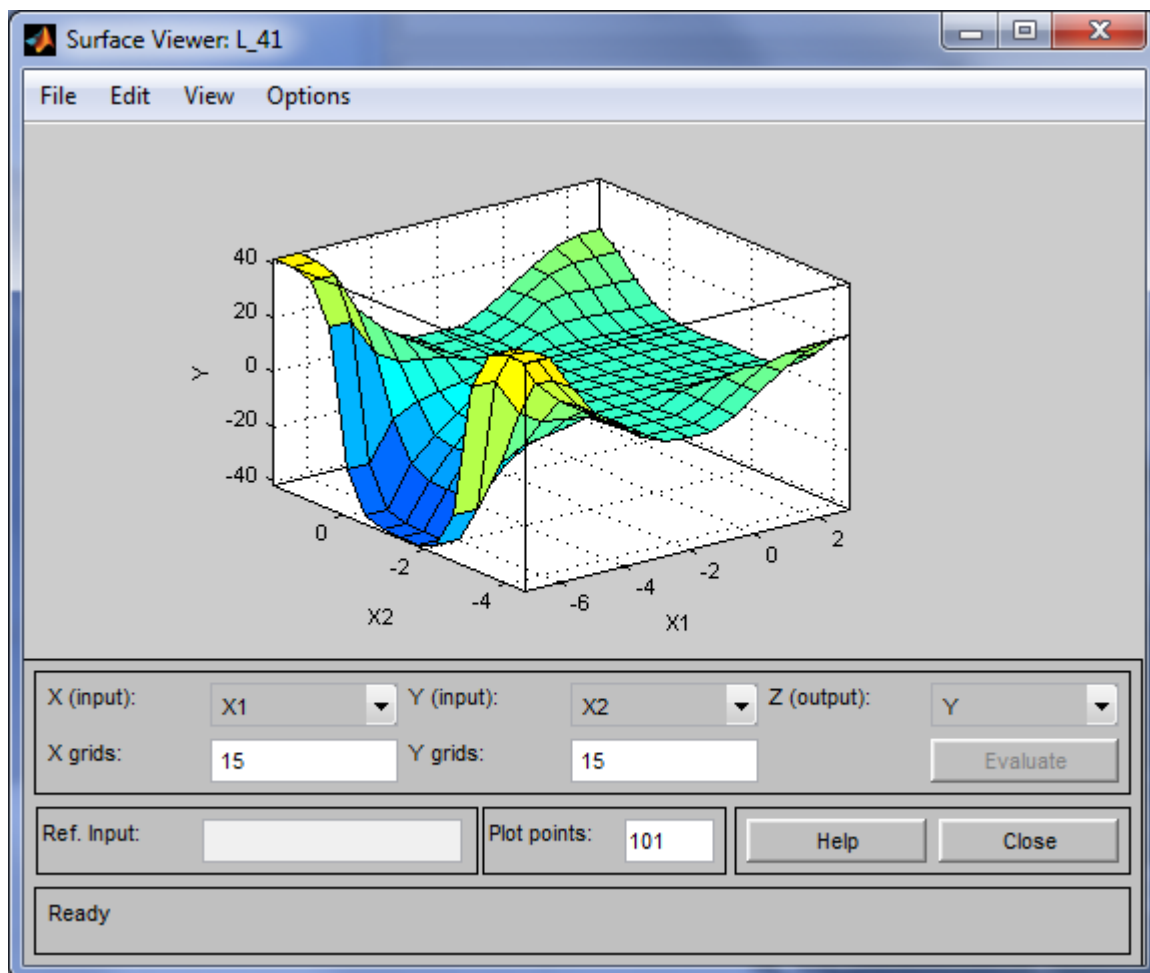 Surface Viewer: L_41
File Edit View Options
40
20
0
-20
-40
Y
0
-2
-4
X2
-6
-4
-2
0
2
X1
X (input): X1 Y (input): X2 Z (output): Y
X grids: 15 Y grids: 15 Evaluate
Ref. Input: Plot points: 101 Help Close
Ready